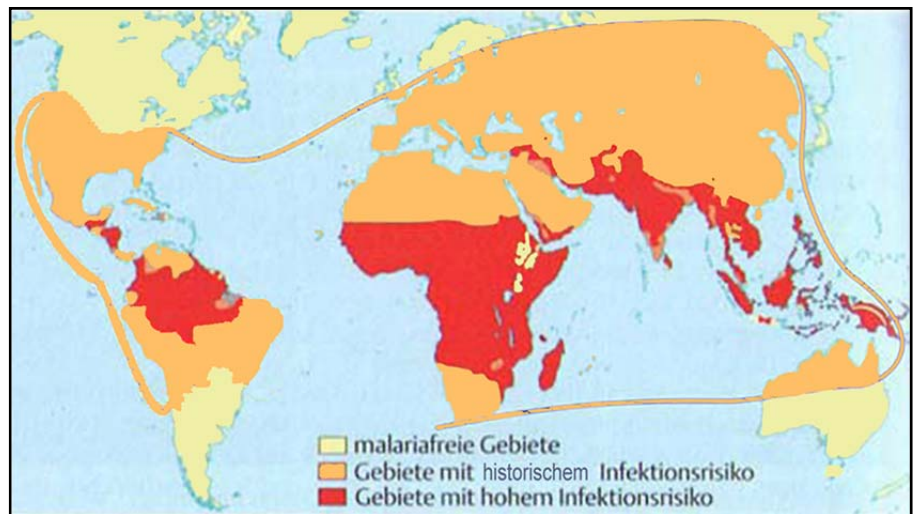 malariafreie Gebiete
Gebiete mit historischem Infektionsrisiko
Gebiete mit hohem Infektionsrisiko